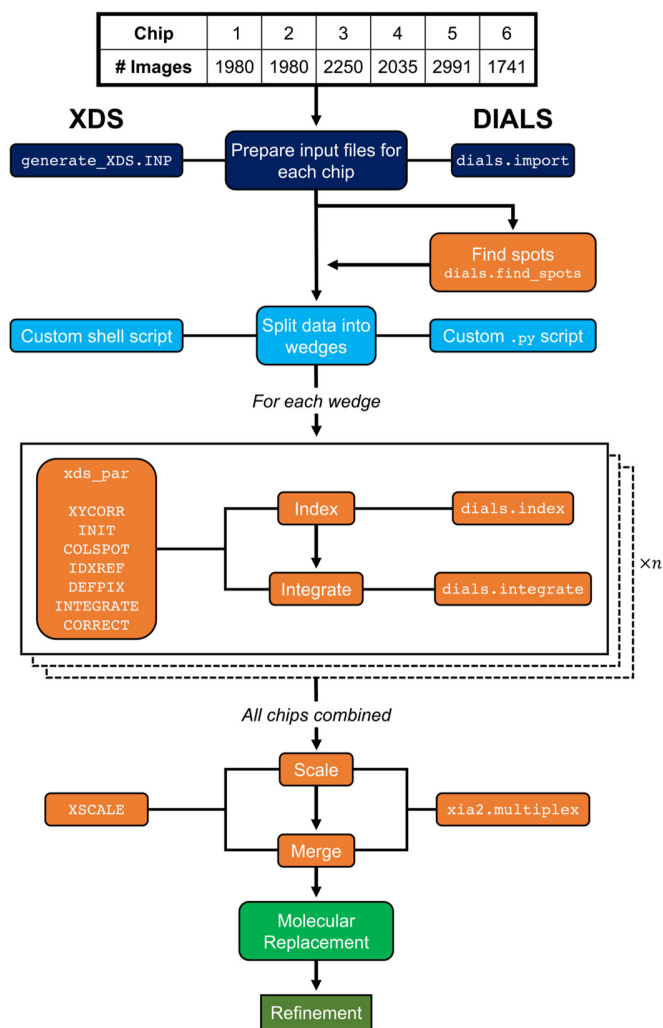 Chip 1 2 3 4 5 6
# Images 1980 1980 2250 2035 2991 1741
XDS
DIALS
generate_XDS.INP
Prepare input files for
each chip
dials.import
Find spots
dials.find_spots
Custom shell script
Split data into
wedges
Custom .py script
For each wedge
xds_par
XYCORR
INIT
COLSPOT
IDXREF
DEFPIX
INTEGRATE
CORRECT
Index
dials.index
Integrate
dials.integrate
×n
All chips combined
Scale
XSCALE
xia2.multiplex
Merge
Molecular
Replacement
Refinement